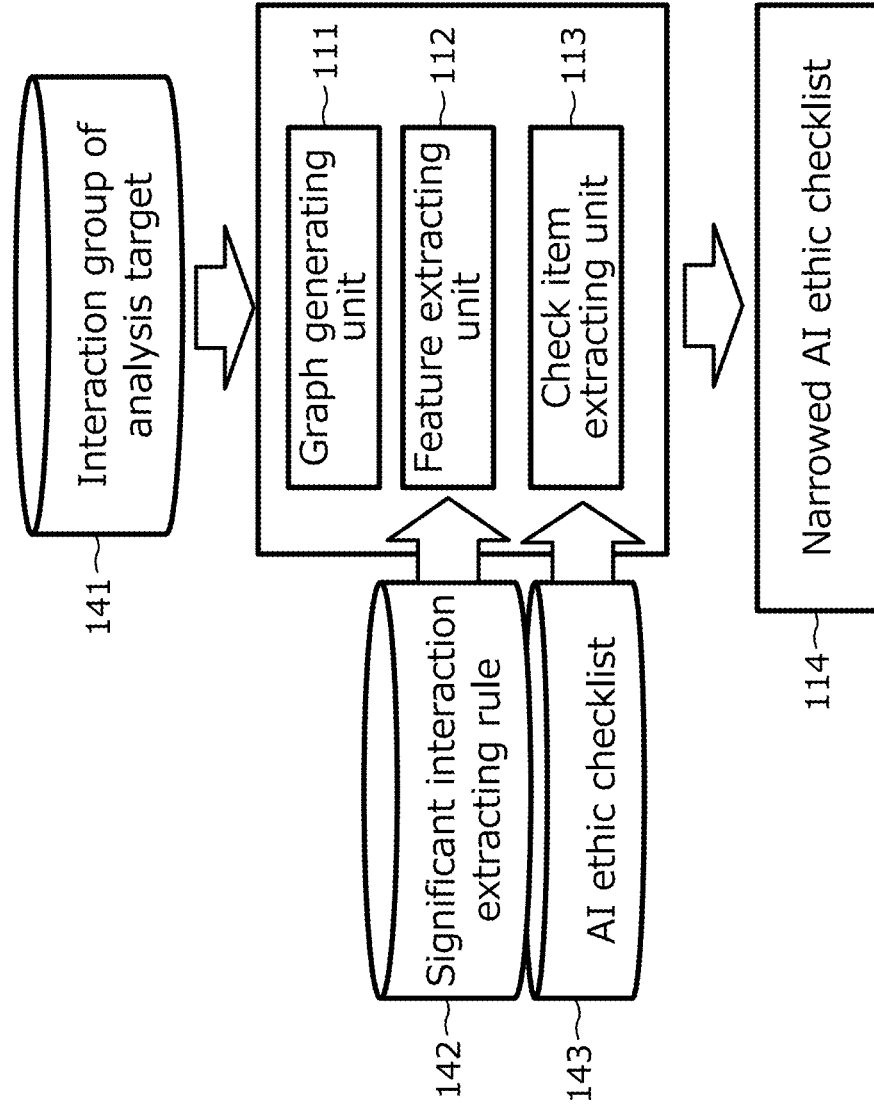 141
Interaction group of
analysis target
111
Graph generating
unit
112
Feature extracting
unit
113
Check item
extracting unit
142
Significant interaction
extracting rule
143
AI ethic checklist
114
Narrowed AI ethic checklist